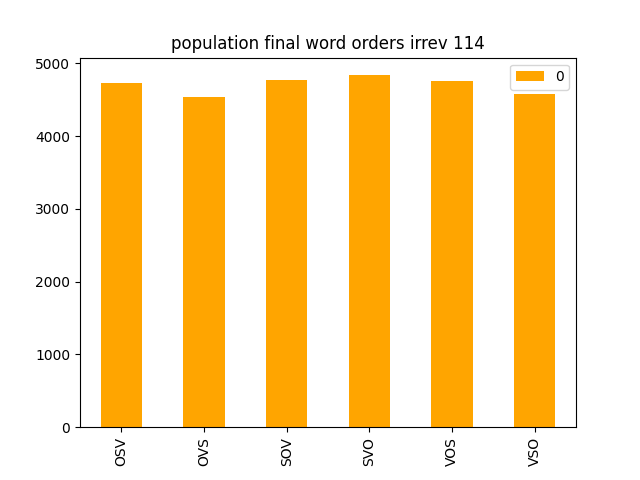 population final word orders irrev 114
0
5000
4000
3000
2000
1000
0
OSV
OVS
SOV
SVO
VOS
VSO